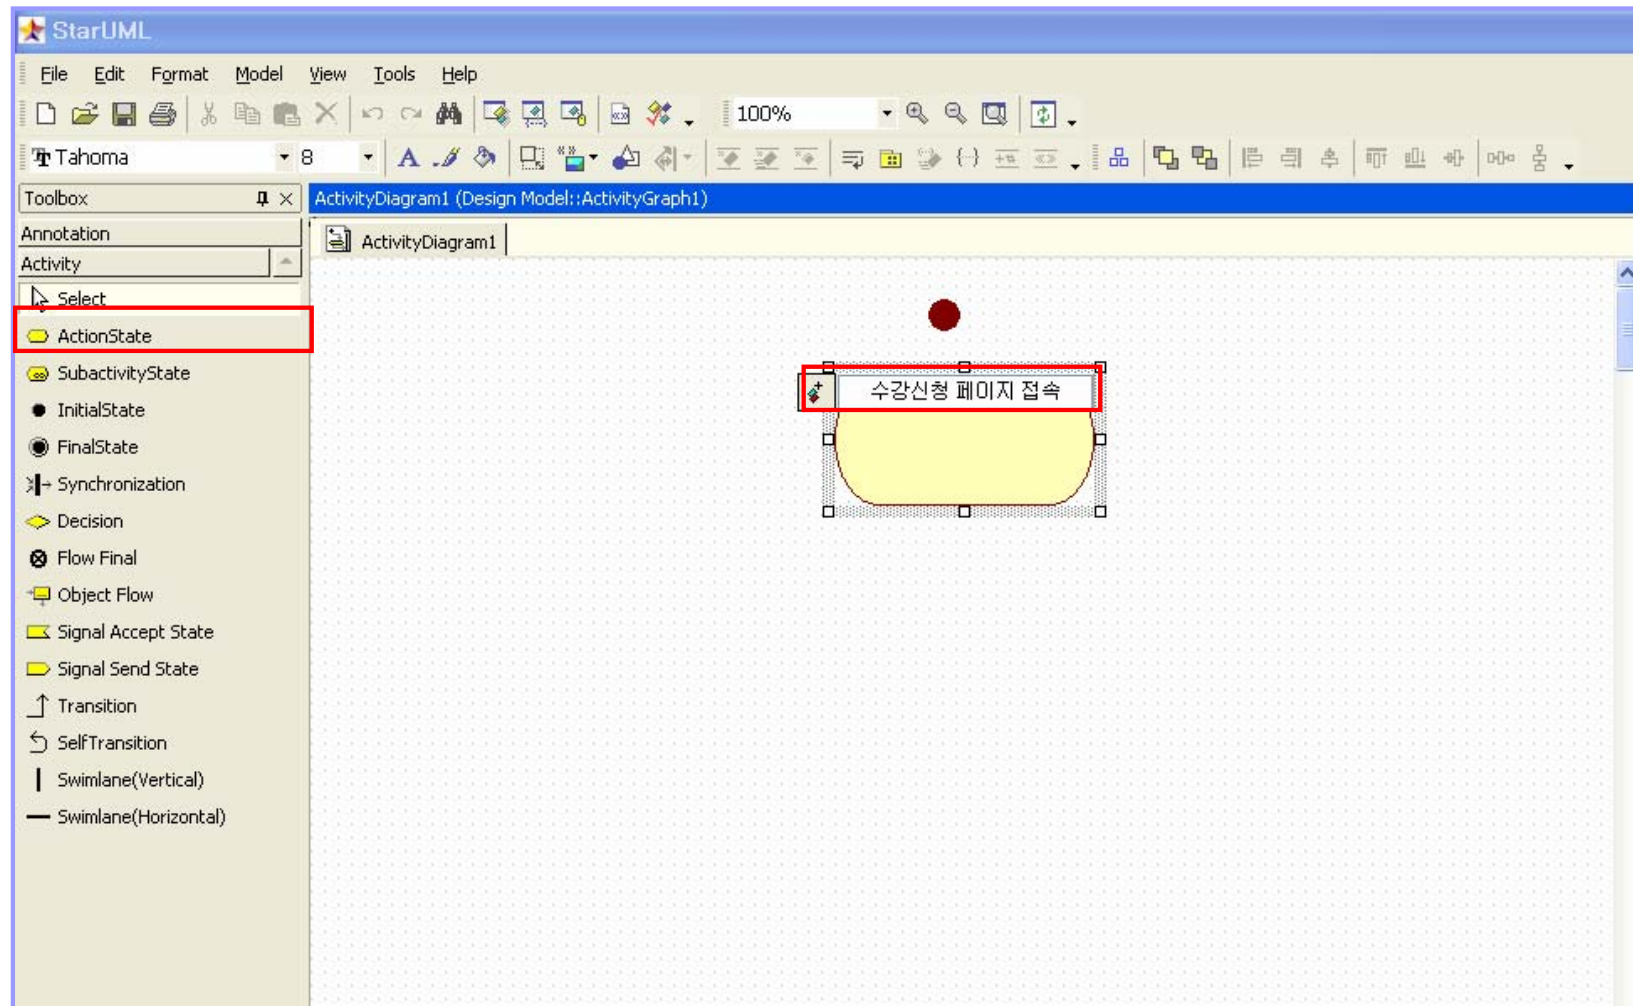 StarUML
File Edit Format Model View Tools Help
100%
Tahoma 8
Toolbox
ActivityDiagram1 (Design Model::ActivityGraph1)
Annotation
ActivityDiagram1
Activity
Select
ActionState
SubactivityState
InitialState
FinalState
Synchronization
Decision
Flow Final
Object Flow
Signal Accept State
Signal Send State
Transition
SelfTransition
Swimlane(Vertical)
Swimlane(Horizontal)
수강신청 페이지 접속